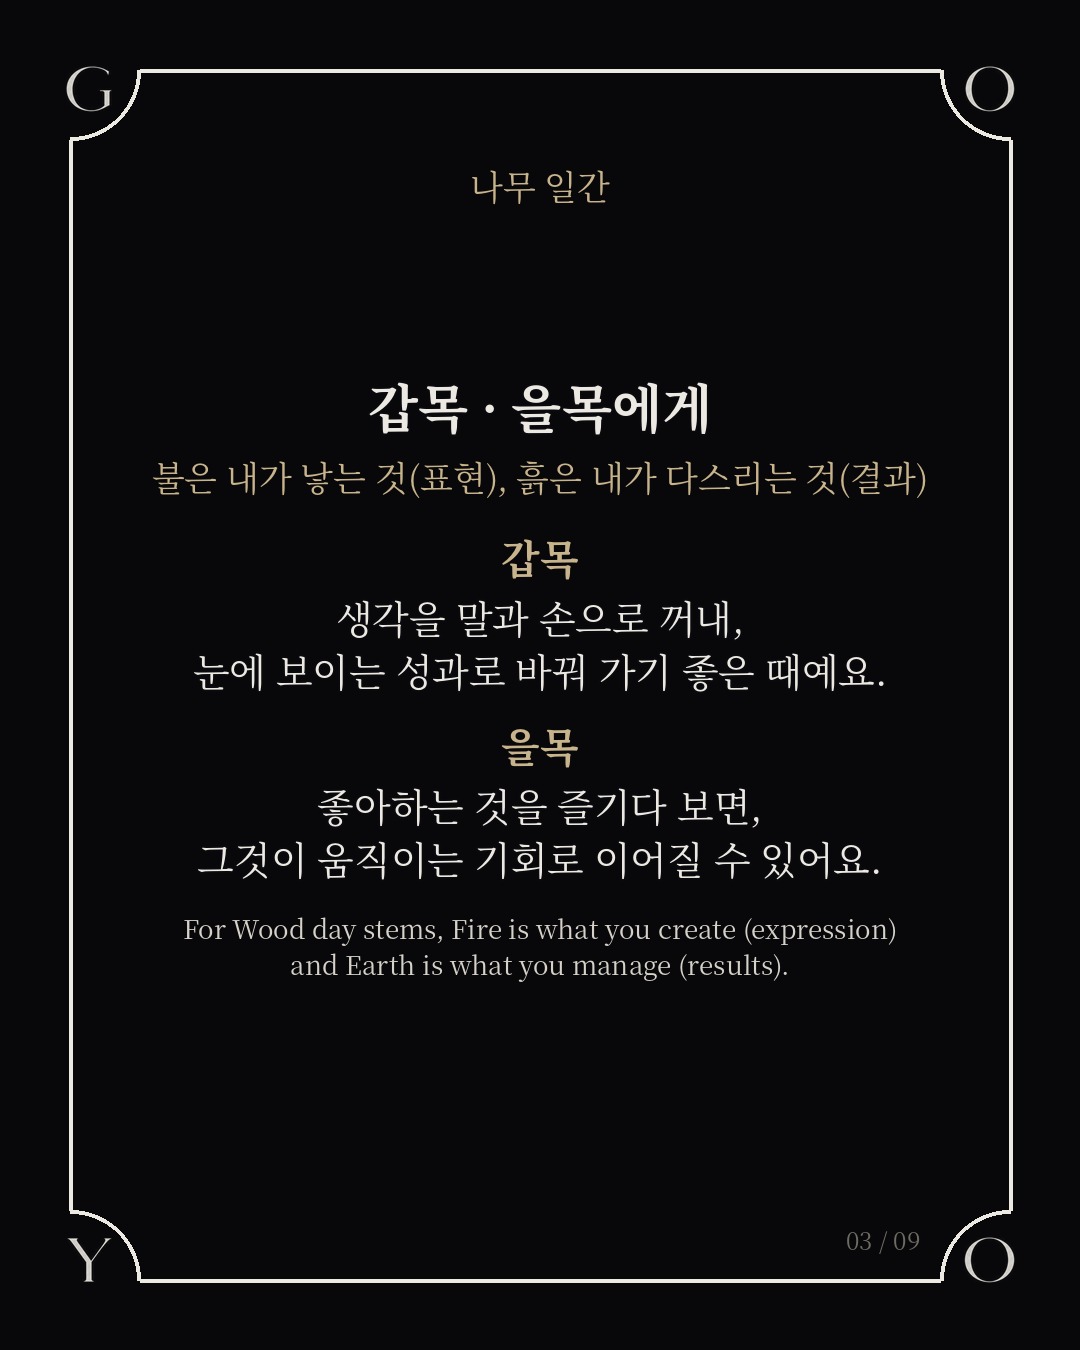 G O
나무 일간
갑목 · 을목에게
불은 내가 낳는 것(표현), 흙은 내가 다스리는 것(결과)
갑목
생각을 말과 손으로 꺼내,
눈에 보이는 성과로 바꿔 가기 좋은 때예요.
을목
좋아하는 것을 즐기다 보면,
그것이 움직이는 기회로 이어질 수 있어요.
For Wood day stems, Fire is what you create (expression)
and Earth is what you manage (results).
03 / 09
Y O